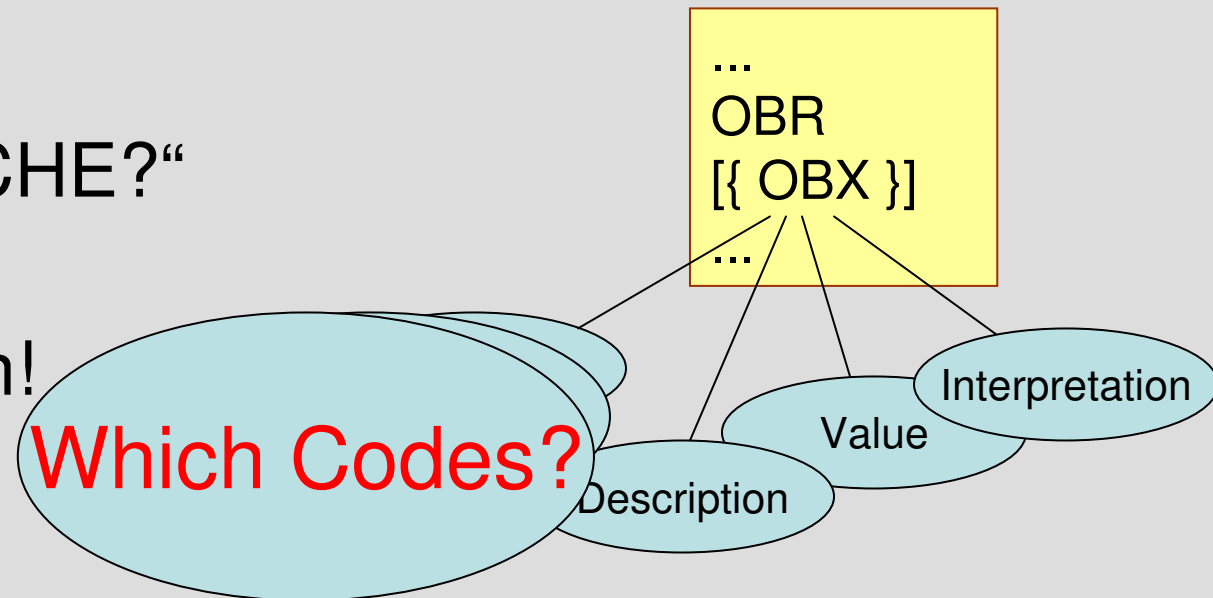 ...
OBR
CHE?“
[{ OBX }]
...
n!
Interpretation
Value
Which Codes?
Description